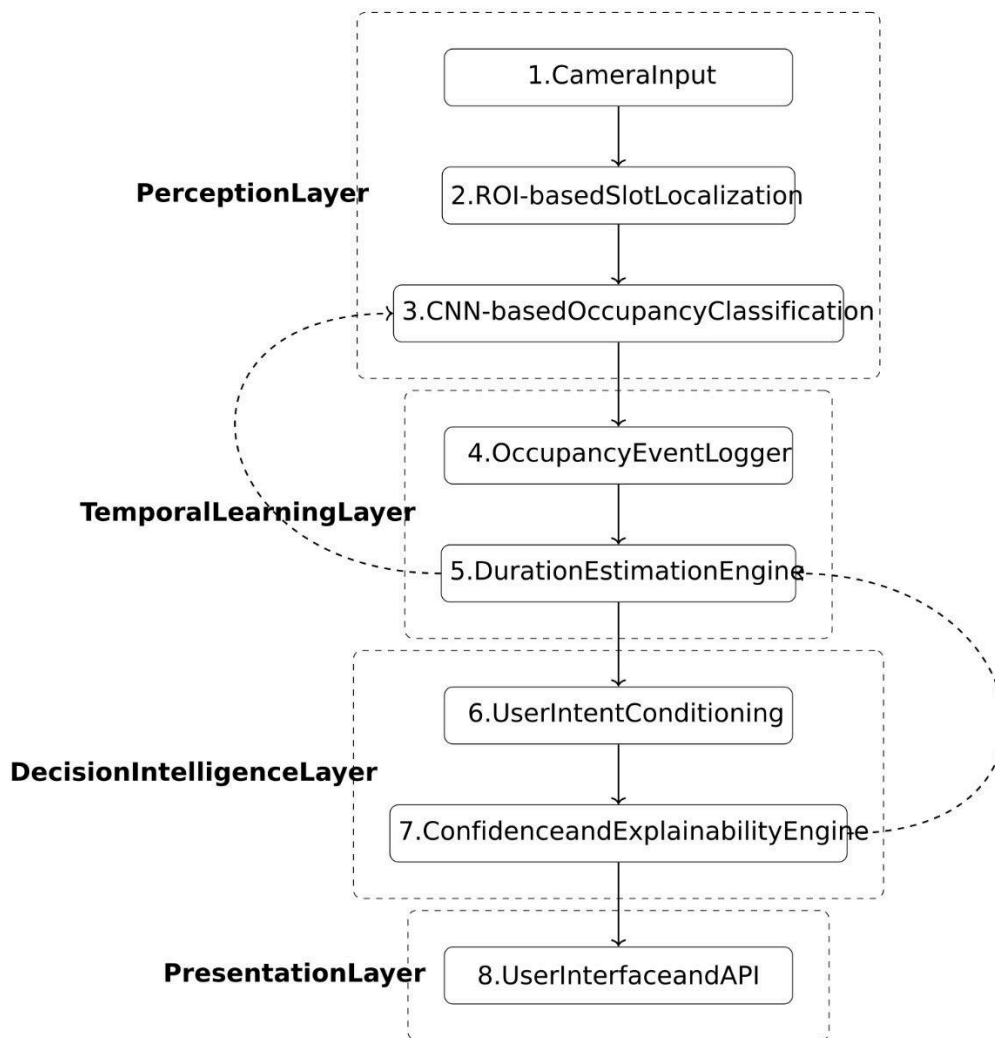 1.CameraInput
PerceptionLayer
2.ROI-basedSlotLocalization
3.CNN-basedOccupancyClassification
4.OccupancyEventLogger
TemporalLearningLayer
5.DurationEstimationEngine
6.UserIntentConditioning
DecisionIntelligenceLayer
7.ConfidenceandExplainabilityEngine
PresentationLayer
8.UserInterfaceandAPI